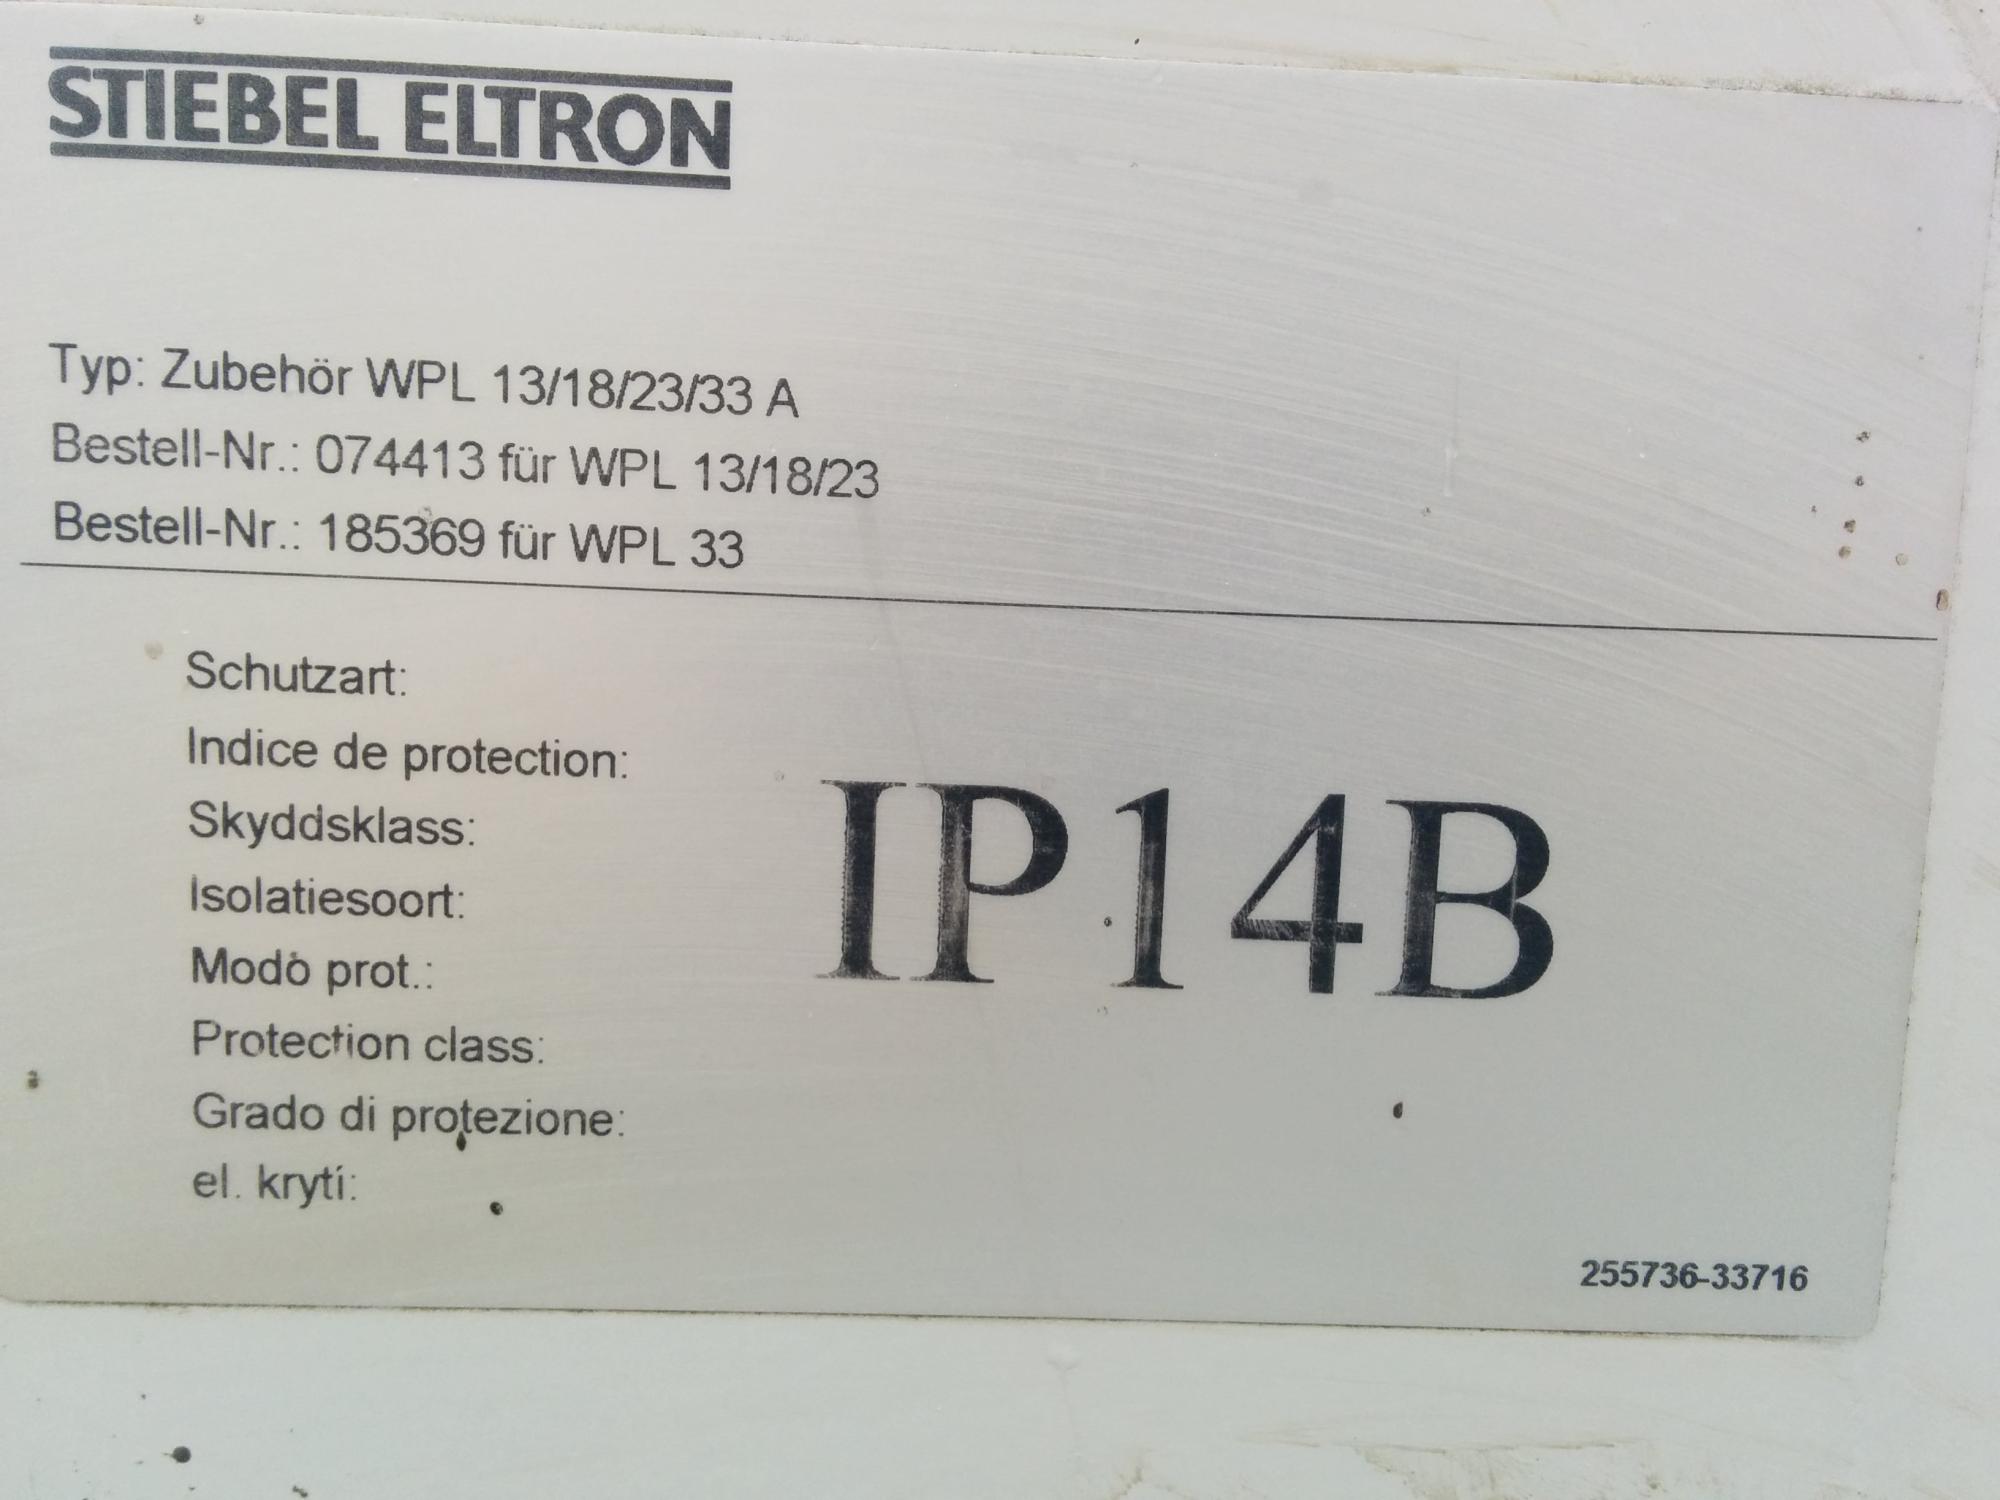 STIEBEL ELTRON
Typ: Zubehör WPL 13/18/23/33 A
Bestell-Nr.: 074413 für WPL 13/18/23
Bestell-Nr.: 185369 für WPL 33
Schutzart:
Indice de protection:
Skyddsklass:
Isolatiesoort:
Modo prot.:
Protection class:
Grado di protezione:
el. krytí:
IP14B
255736-33716